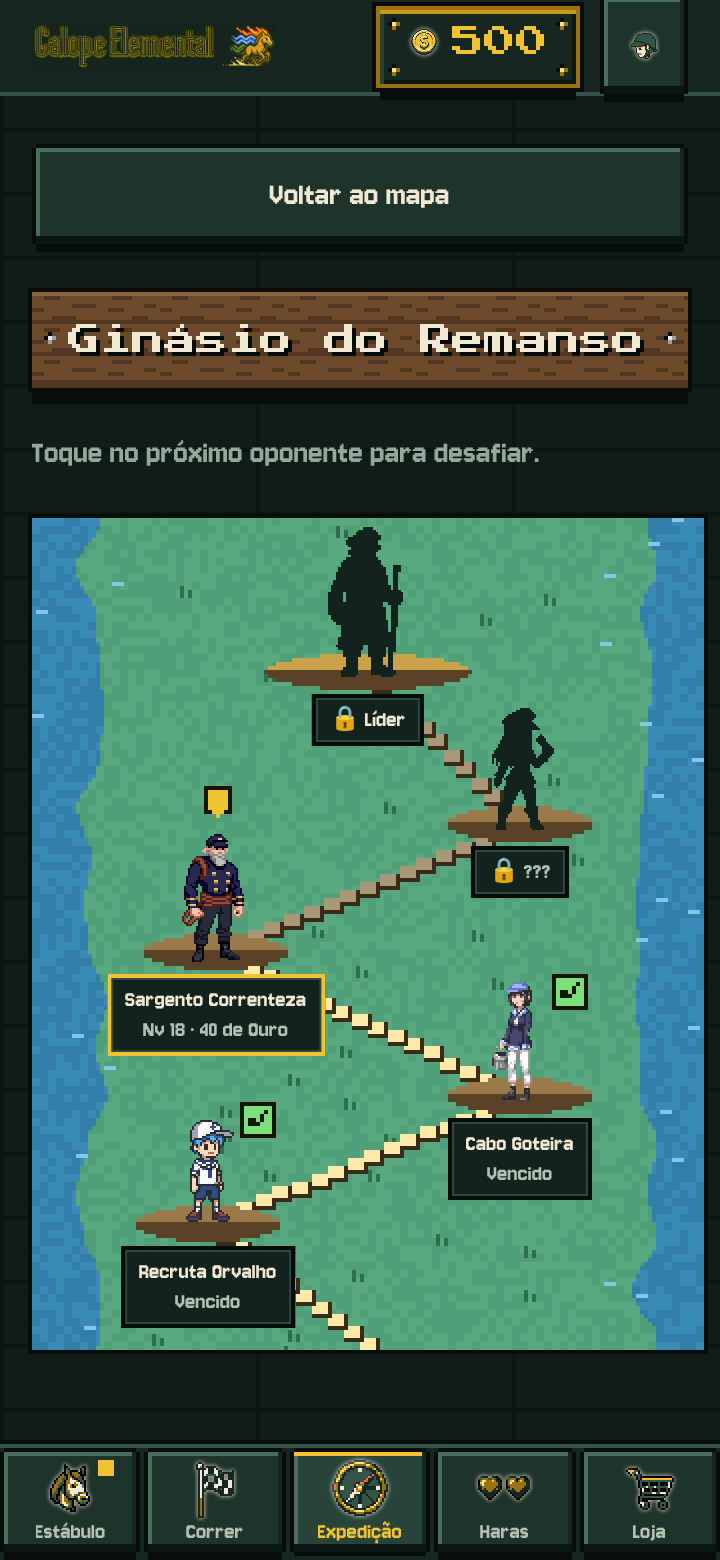 Galope Elemental
500
Voltar ao mapa
Ginásio do Remanso
Toque no próximo oponente para desafiar.
Líder
???
Sargento Correnteza
Nv 18 · 40 de Ouro
Cabo Goteira
Vencido
Recruta Orvalho
Vencido
Estábulo
Correr
Expedição
Haras
Loja